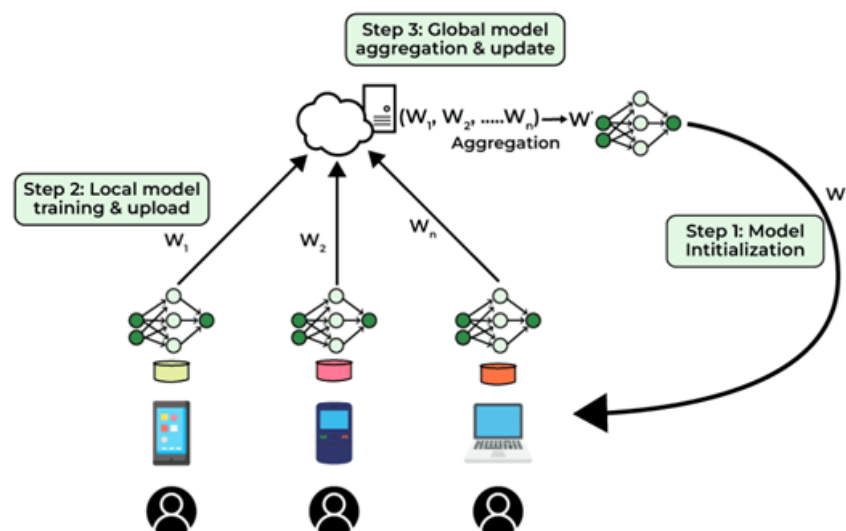 Step 3: Global model
aggregation & update
(W₁, W₂, .....Wₙ) → W'
Aggregation
Step 2: Local model
training & upload
W₁
W₂
Wₙ
W
Step 1: Model
Intitialization